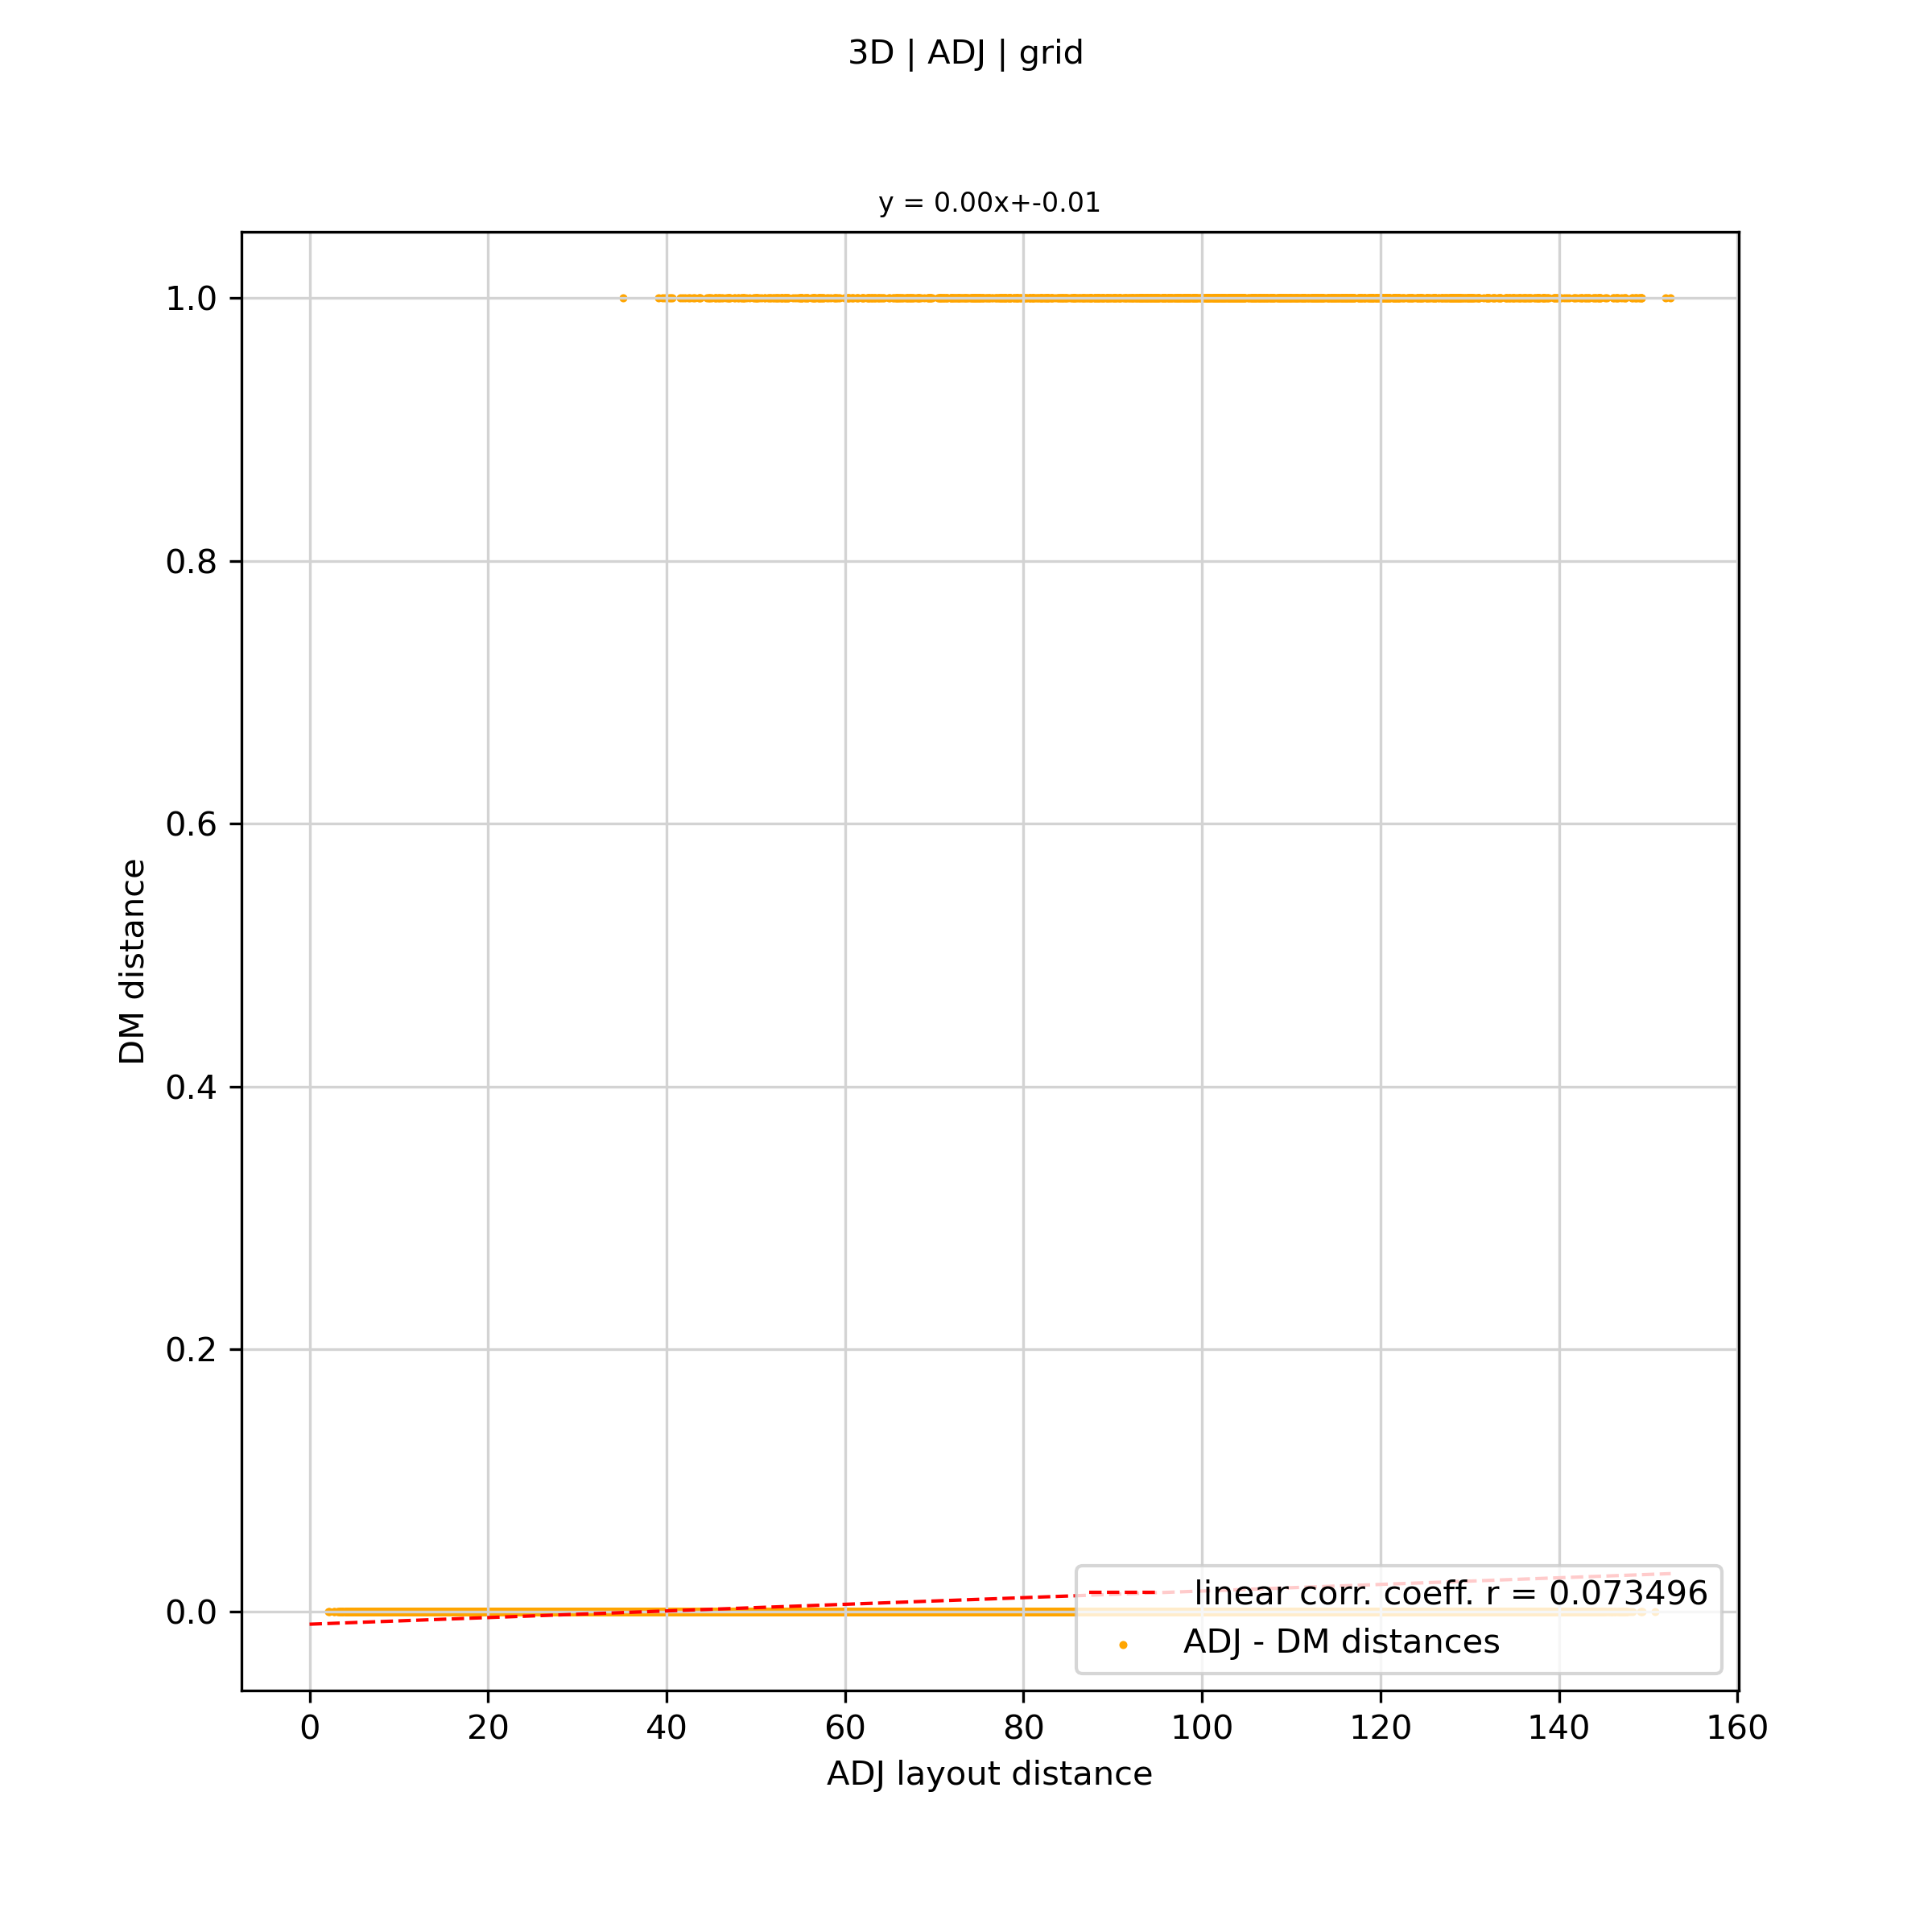 3D | ADJ | grid
y = 0.00x+-0.01
1.0
0.8
0.6
0.4
0.2
0.0
DM distance
linear corr. coeff. r = 0.073496
ADJ - DM distances
0 20 40 60 80 100 120 140 160
ADJ layout distance